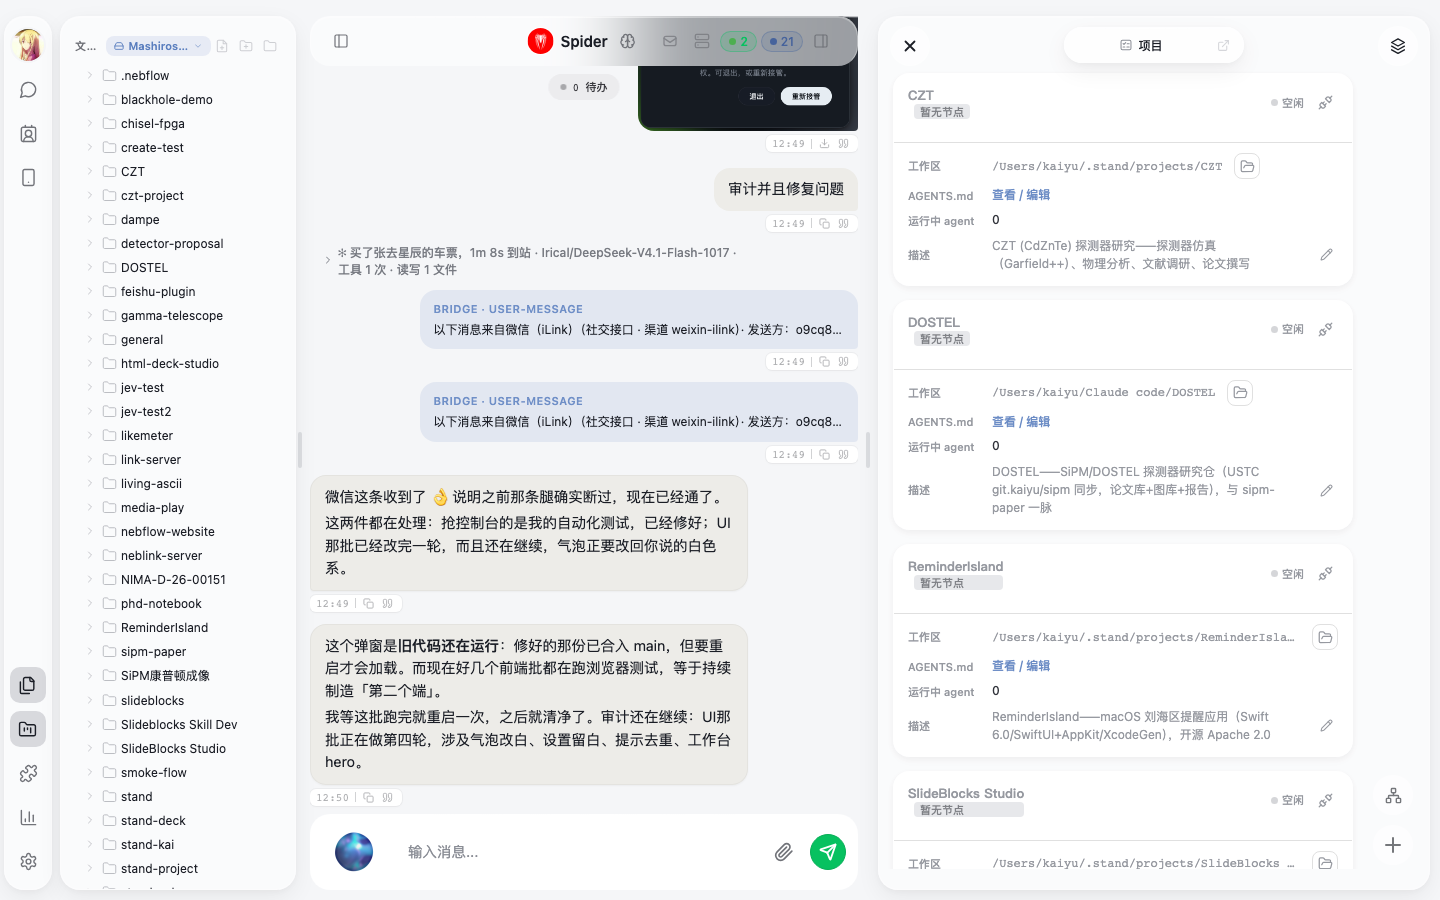 文...
Mashiros...
.nebflow
blackhole-demo
chisel-fpga
create-test
CZT
czt-project
dampe
detector-proposal
DOSTEL
feishu-plugin
gamma-telescope
general
html-deck-studio
jev-test
jev-test2
likemeter
link-server
living-ascii
media-play
nebflow-website
neblink-server
NIMA-D-26-00151
phd-notebook
ReminderIsland
sipm-paper
SiPM康普顿成像
slideblocks
Slideblocks Skill Dev
SlideBlocks Studio
smoke-flow
stand
stand-deck
stand-kai
stand-project
Spider
2
21
0 待办
权。可退出，或重新接管。
退出
重新接管
12:49
审计并且修复问题
12:49
✻ 买了张去星辰的车票，1m 8s 到站 · Irical/DeepSeek-V4.1-Flash-1017 ·
工具 1 次 · 读写 1 文件
BRIDGE · USER-MESSAGE
以下消息来自微信（iLink）（社交接口 · 渠道 weixin-ilink）· 发送方：o9cq8...
12:49
BRIDGE · USER-MESSAGE
以下消息来自微信（iLink）（社交接口 · 渠道 weixin-ilink）· 发送方：o9cq8...
12:49
微信这条收到了 👌 说明之前那条腿确实断过，现在已经通了。
这两件都在处理：抢控制台的是我的自动化测试，已经修好；UI
那批已经改完一轮，而且还在继续，气泡正要改回你说的白色
系。
12:49
这个弹窗是旧代码还在运行：修好的那份已合入 main，但要重
启才会加载。而现在好几个前端批都在跑浏览器测试，等于持续
制造「第二个端」。
我等这批跑完就重启一次，之后就清净了。审计还在继续：UI那
批正在做第四轮，涉及气泡改白、设置留白、提示去重、工作台
hero。
12:50
输入消息...
项目
CZT
暂无节点
空闲
工作区
/Users/kaiyu/.stand/projects/CZT
AGENTS.md
查看 / 编辑
运行中 agent
0
描述
CZT (CdZnTe) 探测器研究——探测器仿真
（Garfield++）、物理分析、文献调研、论文撰写
DOSTEL
暂无节点
空闲
工作区
/Users/kaiyu/Claude code/DOSTEL
AGENTS.md
查看 / 编辑
运行中 agent
0
描述
DOSTEL——SiPM/DOSTEL 探测器研究仓（USTC
git.kaiyu/sipm 同步，论文库+图库+报告），与 sipm-
paper 一脉
ReminderIsland
暂无节点
空闲
工作区
/Users/kaiyu/.stand/projects/ReminderIsla…
AGENTS.md
查看 / 编辑
运行中 agent
0
描述
ReminderIsland——macOS 刘海区提醒应用（Swift
6.0/SwiftUI+AppKit/XcodeGen），开源 Apache 2.0
SlideBlocks Studio
暂无节点
空闲
工作区
/Users/kaiyu/.stand/projects/SlideBlocks …